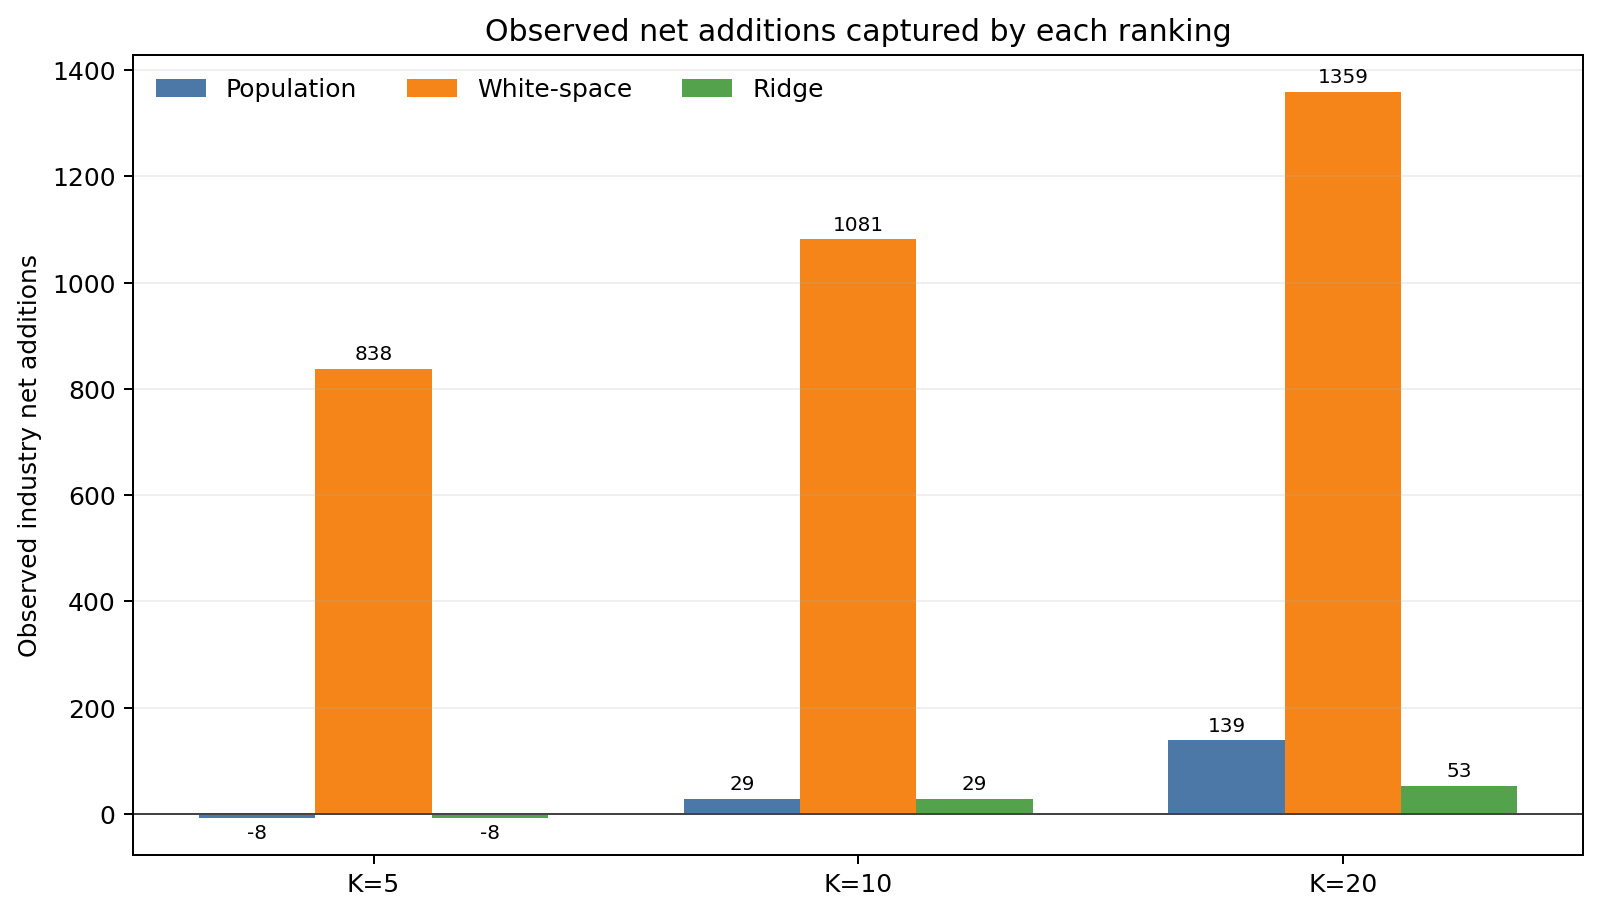 Observed net additions captured by each ranking
Population White-space Ridge
Observed industry net additions
1400
1200
1000
800
600
400
200
0
-8 838 -8
29 1081 29
139 1359 53
K=5 K=10 K=20